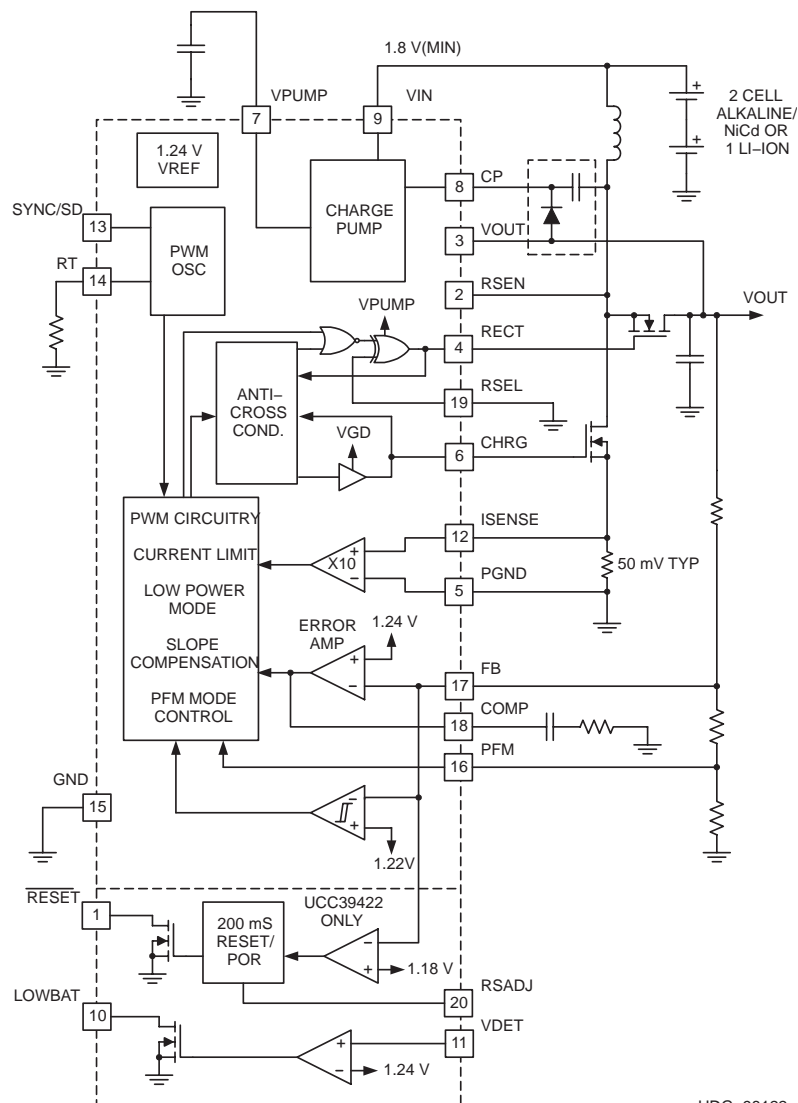 1.8 V(MIN)
VPUMP
7
VIN
9
2 CELL
ALKALINE/
NiCd OR
1 LI–ION
+
+
1.24 V
VREF
CHARGE
PUMP
CP
8
SYNC/SD
13
PWM
OSC
VOUT
3
RT
14
RSEN
2
VPUMP
VOUT
RECT
4
ANTI–
CROSS
COND.
RSEL
19
VGD
CHRG
6
PWM CIRCUITRY
CURRENT LIMIT
LOW POWER
MODE
SLOPE
COMPENSATION
PFM MODE
CONTROL
X10
+
–
ISENSE
12
50 mV TYP
PGND
5
ERROR
AMP
1.24 V
+
–
FB
17
COMP
18
PFM
16
GND
15
–
+
1.22V
RESET
1
200 mS
RESET/
POR
UCC39422
ONLY
–
+
1.18 V
RSADJ
20
LOWBAT
10
VDET
11
+
–
1.24 V